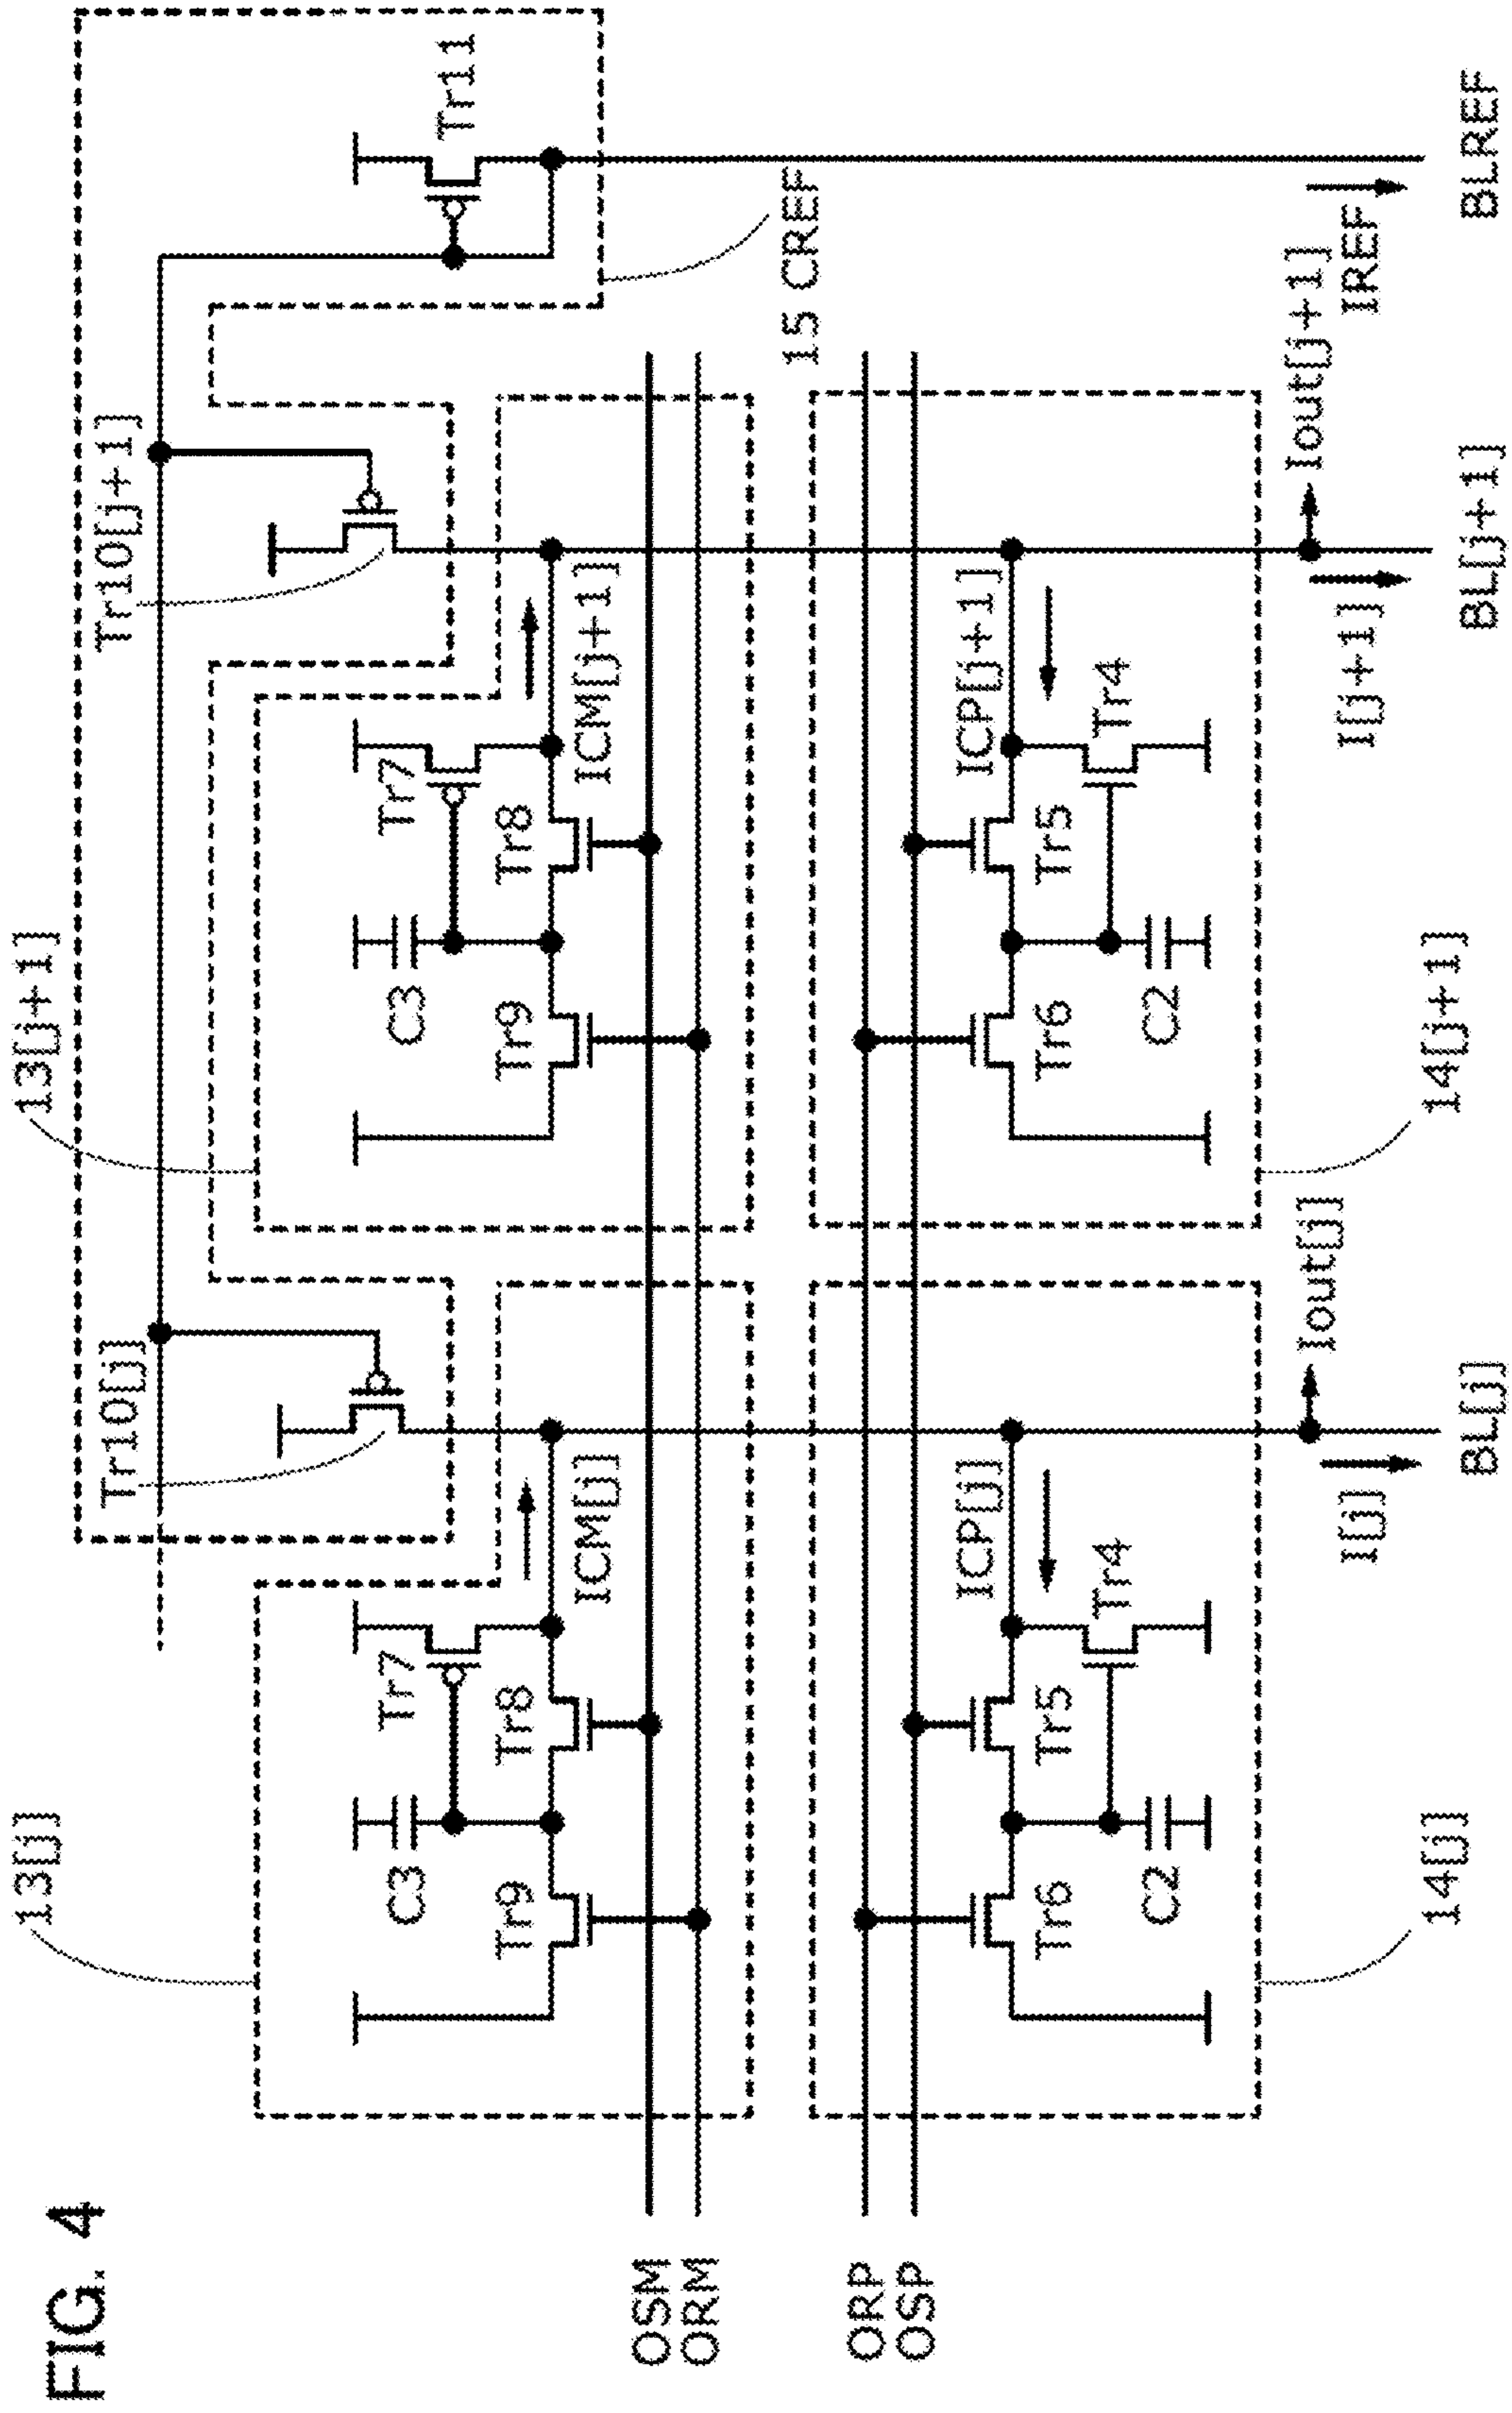 FIG. 4
13[j]
13[j+1]
Tr10[j]
Tr10[j+1]
Tr11
Tr7
Tr7
C3
C3
Tr9
Tr8
Tr9
Tr8
ICM[j]
ICM[j+1]
OSM
ORM
15 CREF
ORP
OSP
ICP[j]
ICP[j+1]
Tr6
Tr5
Tr4
Tr6
Tr5
Tr4
C2
C2
Iout[j]
Iout[j+1]
I[j]
I[j+1]
IREF
14[j]
14[j+1]
BL[j]
BL[j+1]
BLREF